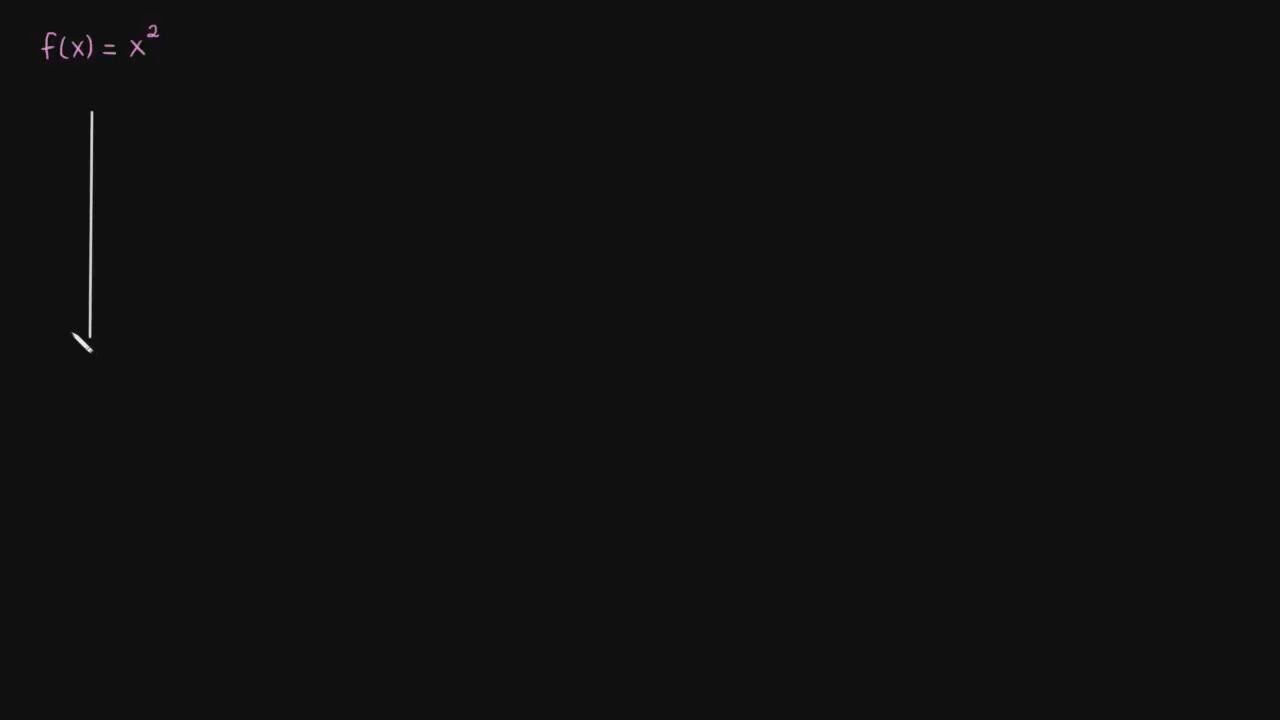 f(x) = x²